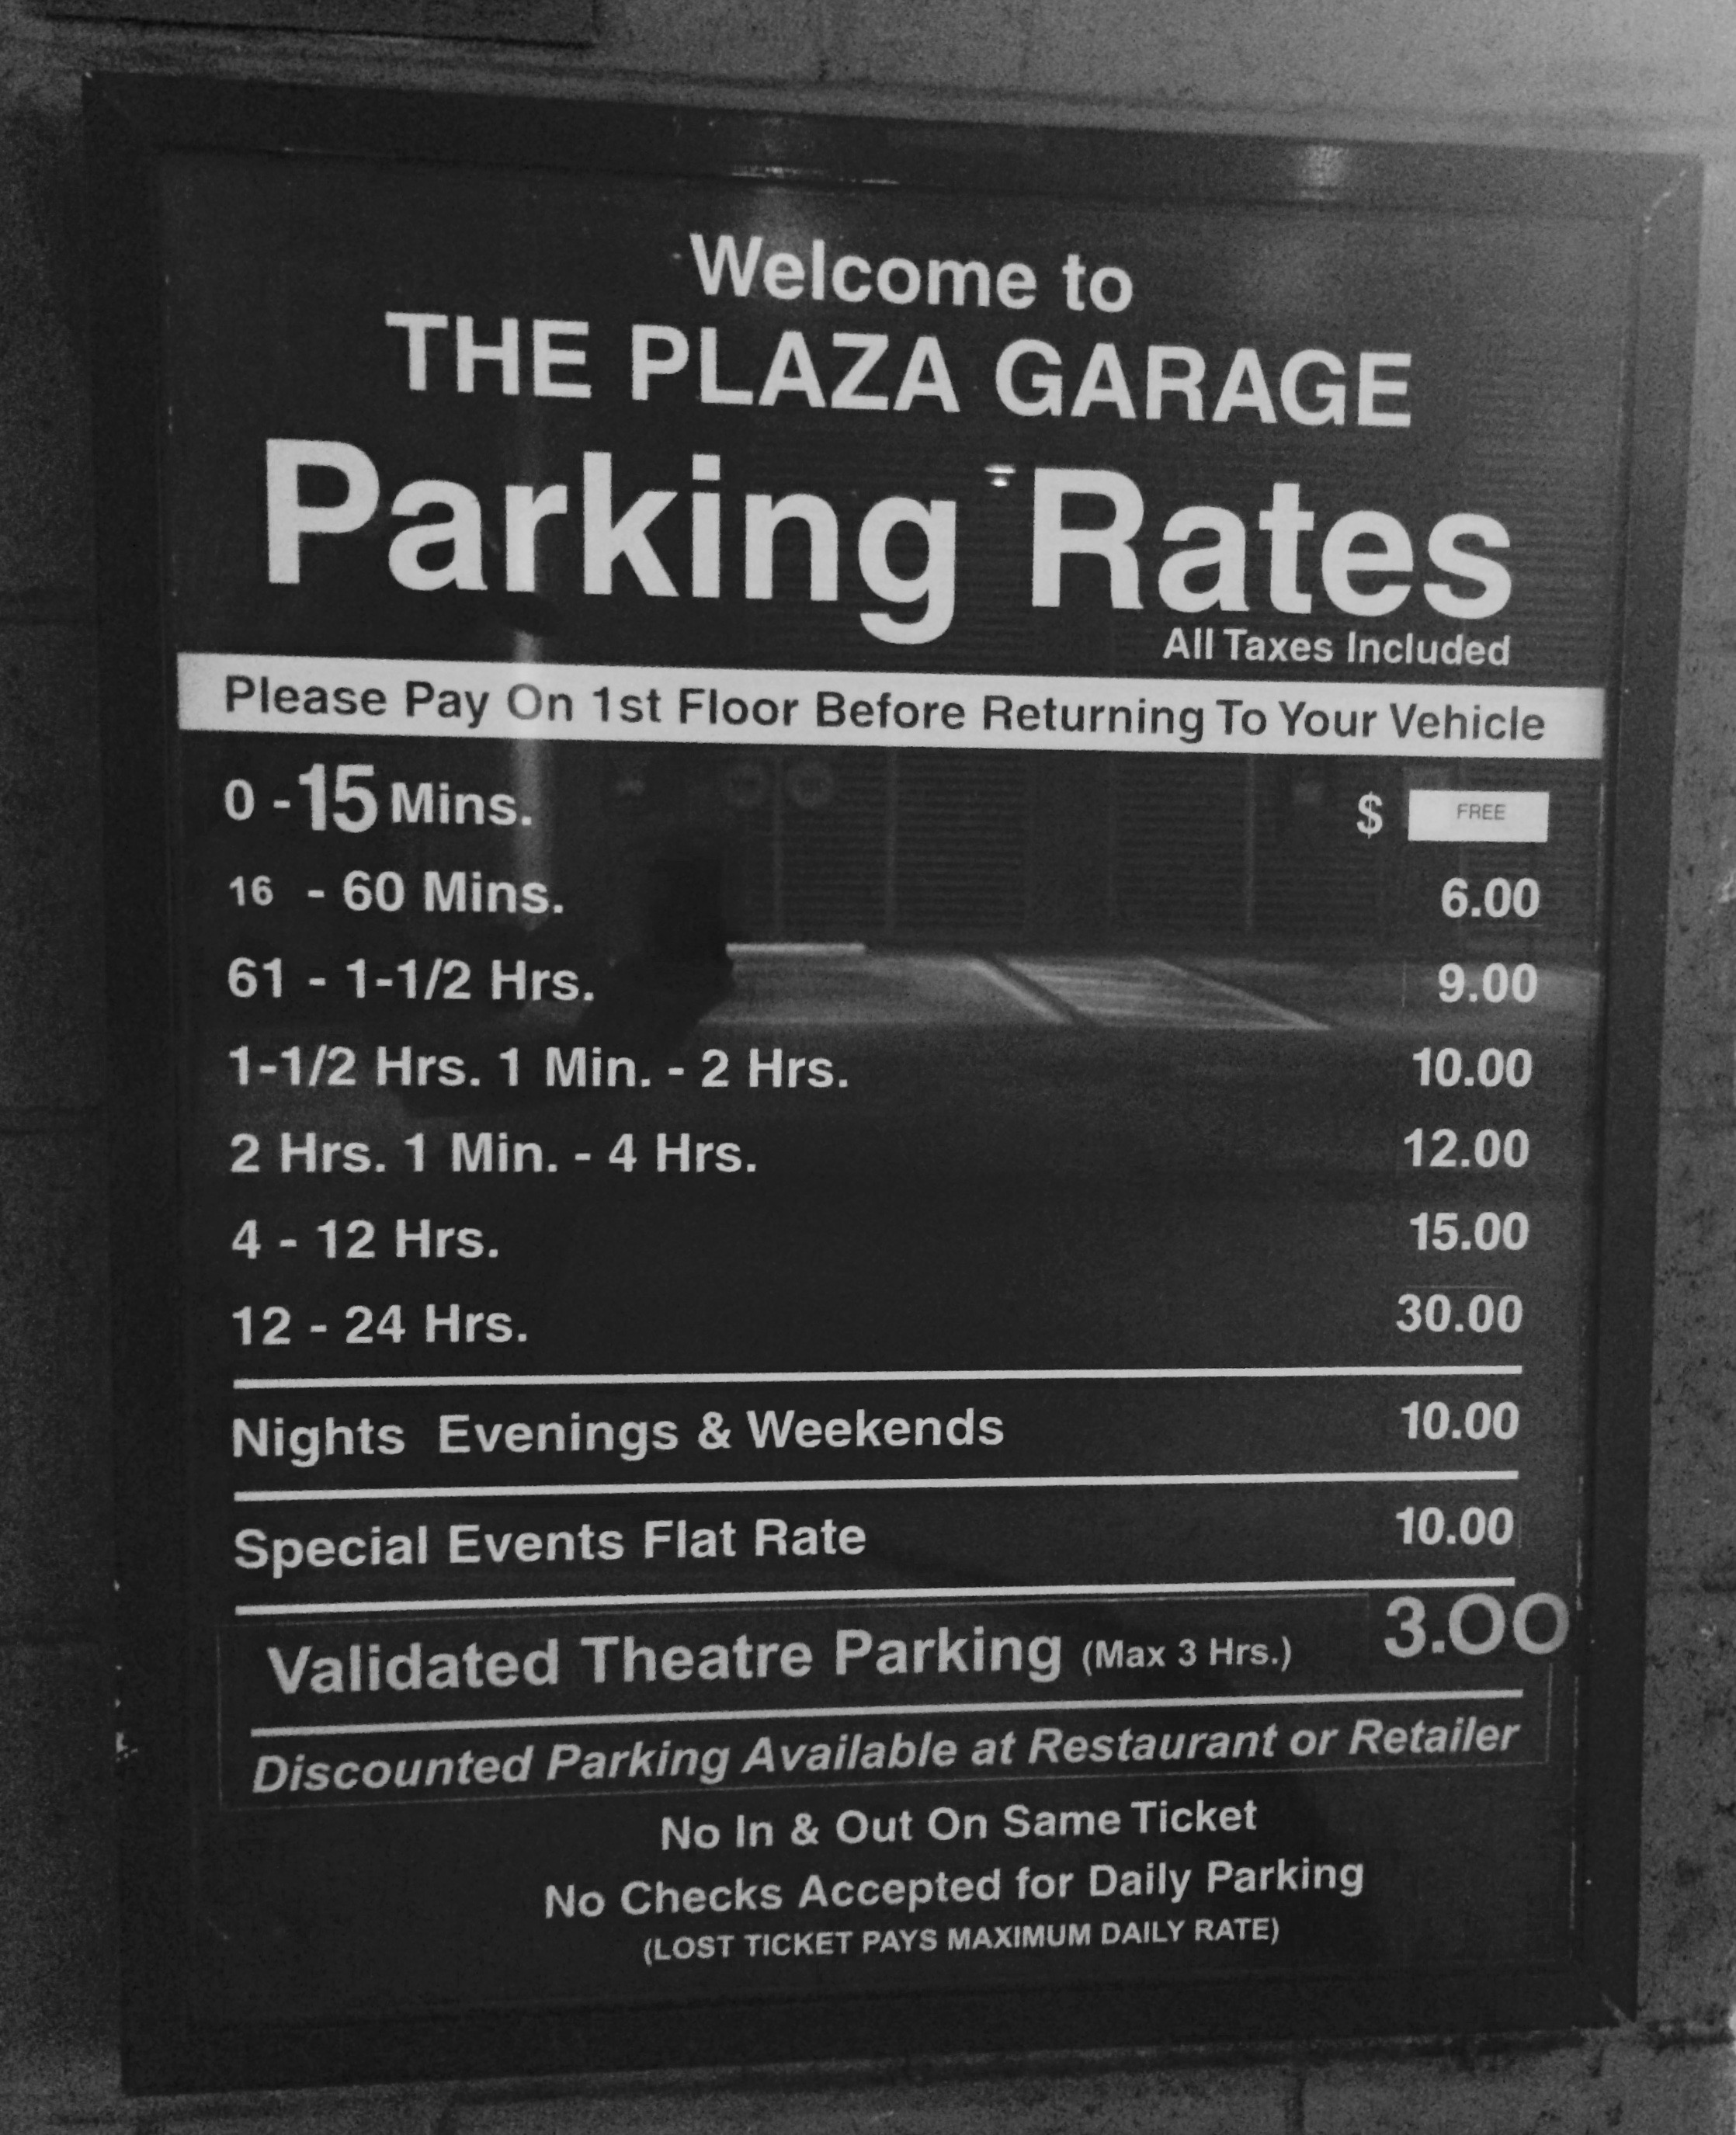 Welcome to
THE PLAZA GARAGE
Parking Rates
All Taxes Included
Please Pay On 1st Floor Before Returning To Your Vehicle
0 - 15 Mins. $ FREE
16 - 60 Mins. 6.00
61 - 1-1/2 Hrs. 9.00
1-1/2 Hrs. 1 Min. - 2 Hrs. 10.00
2 Hrs. 1 Min. - 4 Hrs. 12.00
4 - 12 Hrs. 15.00
12 - 24 Hrs. 30.00
Nights Evenings & Weekends 10.00
Special Events Flat Rate 10.00
Validated Theatre Parking (Max 3 Hrs.) 3.00
Discounted Parking Available at Restaurant or Retailer
No In & Out On Same Ticket
No Checks Accepted for Daily Parking
(LOST TICKET PAYS MAXIMUM DAILY RATE)